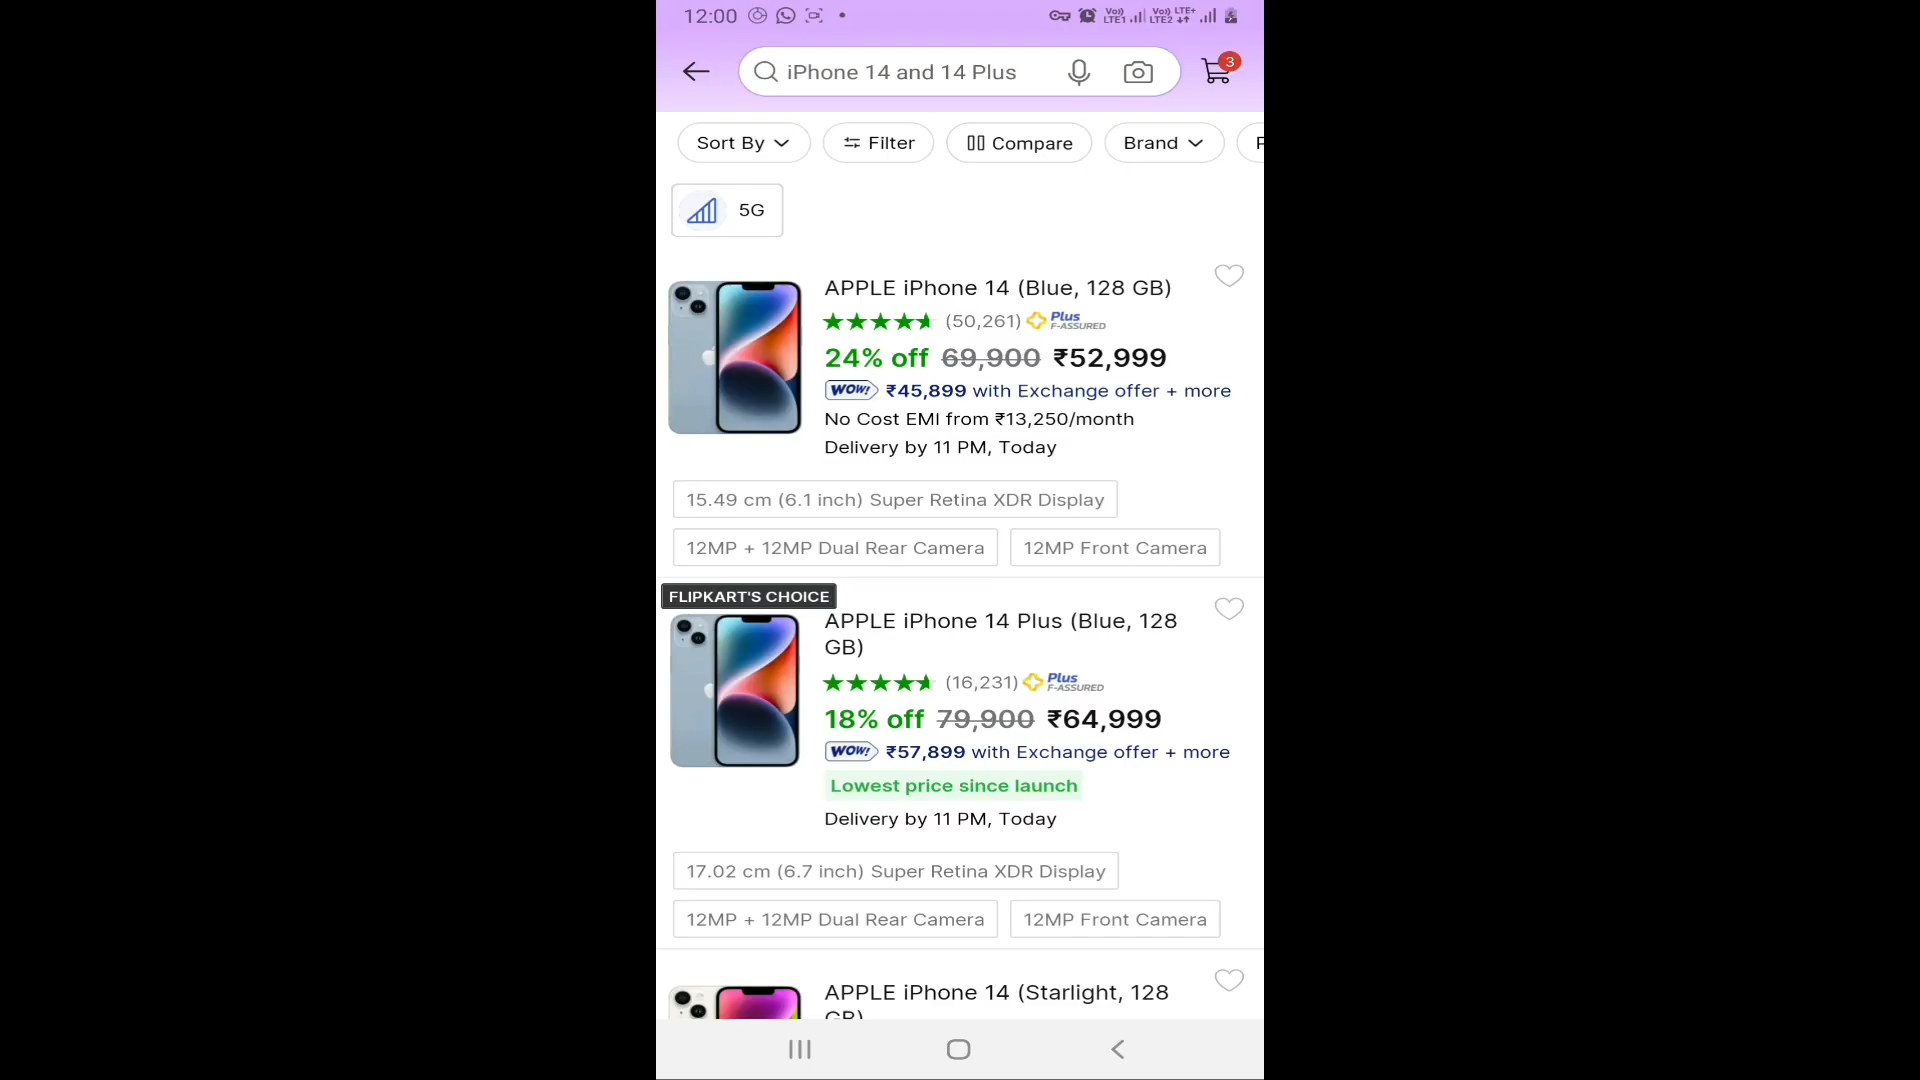 12:00
Vo) LTE1 Vo) LTE2 LTE+
iPhone 14 and 14 Plus
3
Sort By Filter Compare Brand
5G
APPLE iPhone 14 (Blue, 128 GB)
(50,261) Plus F-ASSURED
24% off 69,900 ₹52,999
WOW! ₹45,899 with Exchange offer + more
No Cost EMI from ₹13,250/month
Delivery by 11 PM, Today
15.49 cm (6.1 inch) Super Retina XDR Display
12MP + 12MP Dual Rear Camera 12MP Front Camera
FLIPKART'S CHOICE
APPLE iPhone 14 Plus (Blue, 128
GB)
(16,231) Plus F-ASSURED
18% off 79,900 ₹64,999
WOW! ₹57,899 with Exchange offer + more
Lowest price since launch
Delivery by 11 PM, Today
17.02 cm (6.7 inch) Super Retina XDR Display
12MP + 12MP Dual Rear Camera 12MP Front Camera
APPLE iPhone 14 (Starlight, 128
GB)